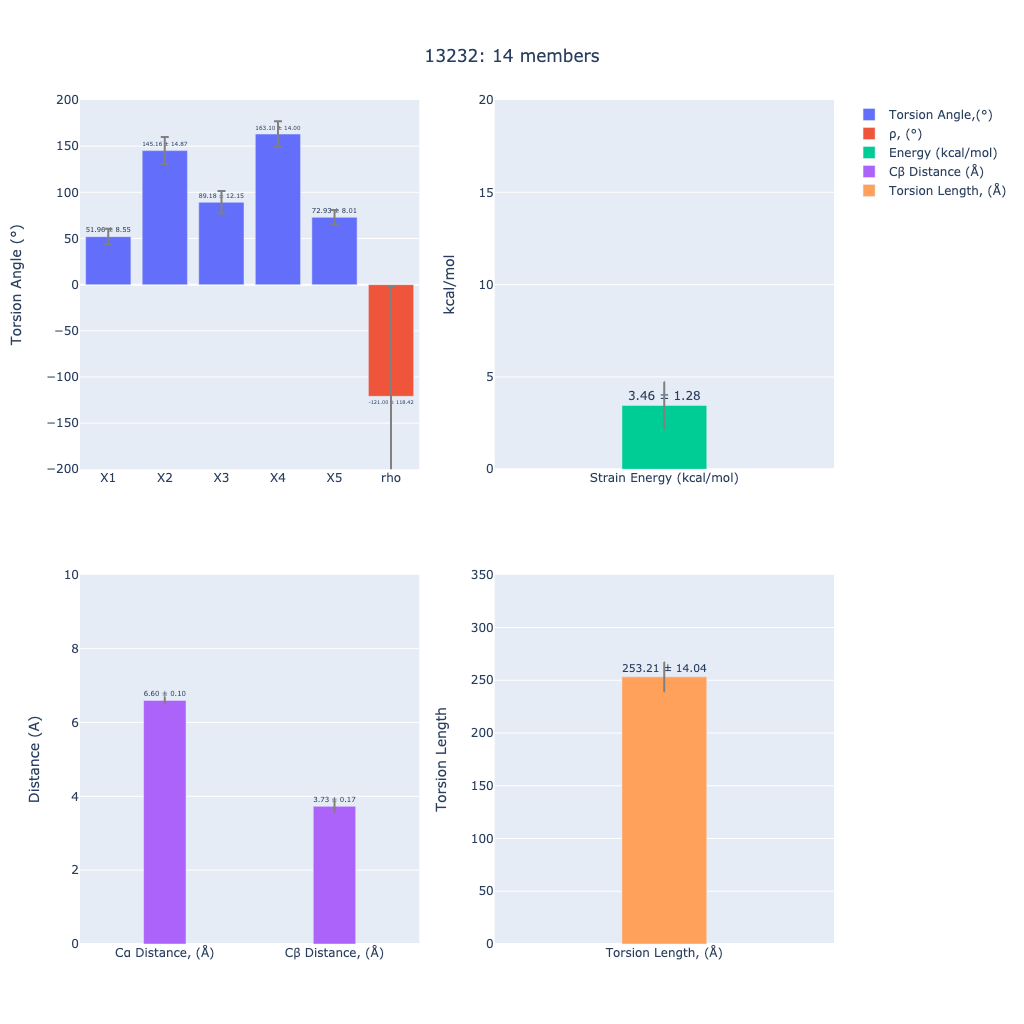 13232: 14 members
Torsion Angle (°)
200
150
100
50
0
−50
−100
−150
−200
51.96 ± 8.55
145.16 ± 14.87
89.18 ± 12.15
163.10 ± 14.00
72.93 ± 8.01
-121.00 ± 118.42
X1 X2 X3 X4 X5 rho
kcal/mol
20
15
10
5
0
3.46 ± 1.28
Strain Energy (kcal/mol)
Torsion Angle,(°)
ρ, (°)
Energy (kcal/mol)
Cβ Distance (Å)
Torsion Length, (Å)
Distance (A)
10
8
6
4
2
0
6.60 ± 0.10
3.73 ± 0.17
Cα Distance, (Å) Cβ Distance, (Å)
Torsion Length
350
300
250
200
150
100
50
0
253.21 ± 14.04
Torsion Length, (Å)